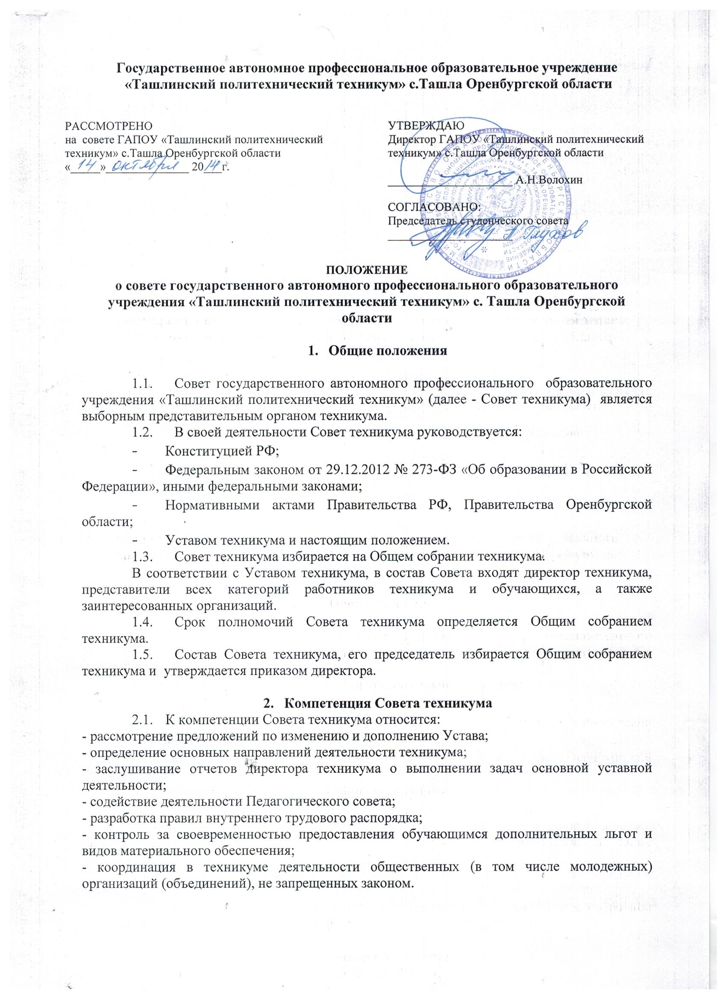 Государственное автономное профессиональное образовательное учреждение
«Ташлинский политехнический техникум» с.Ташла Оренбургской области
РАССМОТРЕНО
на совете ГАПОУ «Ташлинский политехнический
техникум» с.Ташла Оренбургской области
«14» октября 2014г.
УТВЕРЖДАЮ
Директор ГАПОУ «Ташлинский политехнический
техникум» с.Ташла Оренбургской области
А.Н.Волохин
СОГЛАСОВАНО:
Председатель студенческого совета
А Глухов
ПОЛОЖЕНИЕ
о совете государственного автономного профессионального образовательного
учреждения «Ташлинский политехнический техникум» с. Ташла Оренбургской
области
1. Общие положения
1.1. Совет государственного автономного профессионального образовательного
учреждения «Ташлинский политехнический техникум» (далее - Совет техникума) является
выборным представительным органом техникума.
1.2. В своей деятельности Совет техникума руководствуется:
- Конституцией РФ;
- Федеральным законом от 29.12.2012 № 273-ФЗ «Об образовании в Российской
Федерации», иными федеральными законами;
- Нормативными актами Правительства РФ, Правительства Оренбургской
области;
- Уставом техникума и настоящим положением.
1.3. Совет техникума избирается на Общем собрании техникума.
В соответствии с Уставом техникума, в состав Совета входят директор техникума,
представители всех категорий работников техникума и обучающихся, а также
заинтересованных организаций.
1.4. Срок полномочий Совета техникума определяется Общим собранием
техникума.
1.5. Состав Совета техникума, его председатель избирается Общим собранием
техникума и утверждается приказом директора.
2. Компетенция Совета техникума
2.1. К компетенции Совета техникума относится:
- рассмотрение предложений по изменению и дополнению Устава;
- определение основных направлений деятельности техникума;
- заслушивание отчетов директора техникума о выполнении задач основной уставной
деятельности;
- содействие деятельности Педагогического совета;
- разработка правил внутреннего трудового распорядка;
- контроль за своевременностью предоставления обучающимся дополнительных льгот и
видов материального обеспечения;
- координация в техникуме деятельности общественных (в том числе молодежных)
организаций (объединений), не запрещенных законом.